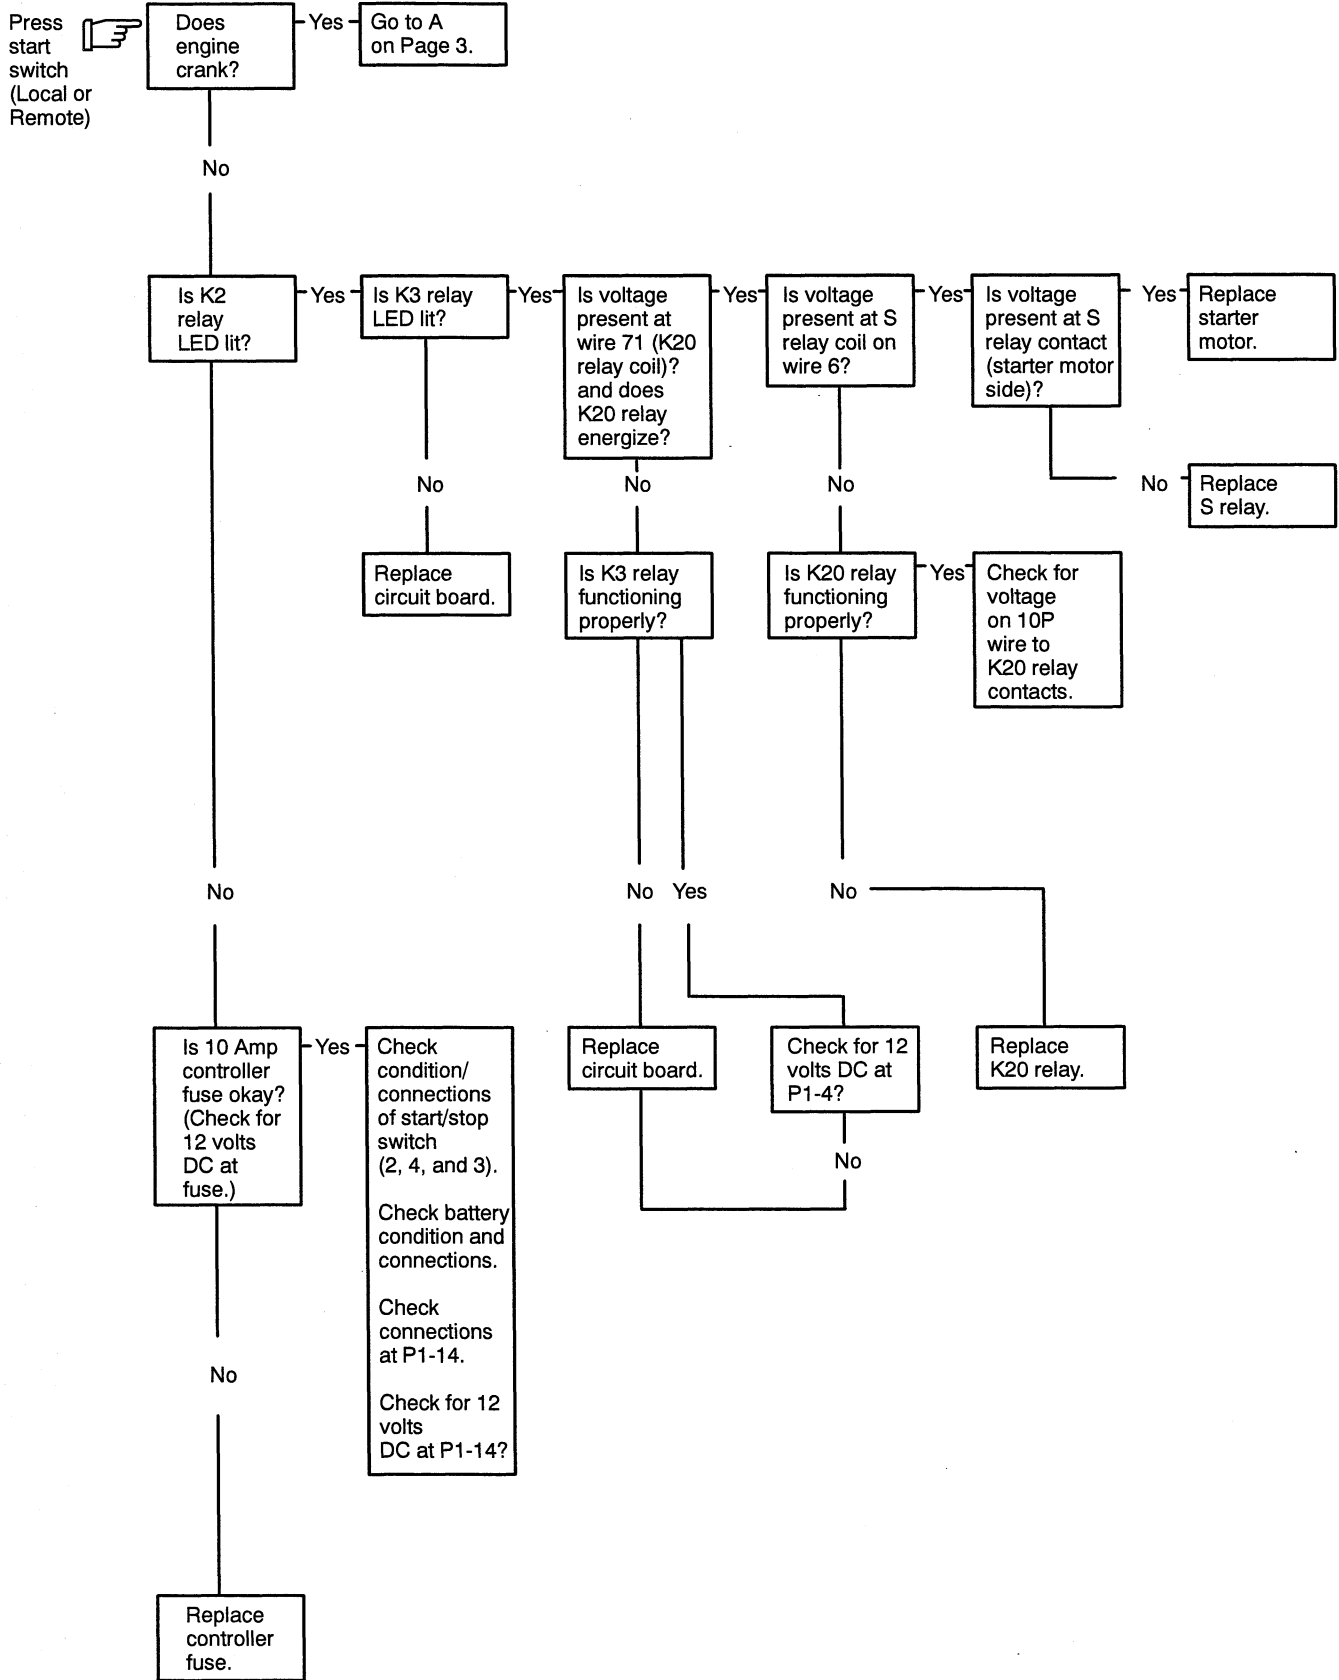 Press
start
switch
(Local or
Remote)
Does
engine
crank?
Yes
Go to A
on Page 3.
No
Is K2
relay
LED lit?
Yes
Is K3 relay
LED lit?
Yes
Is voltage
present at
wire 71 (K20
relay coil)?
and does
K20 relay
energize?
Yes
Is voltage
present at S
relay coil on
wire 6?
Yes
Is voltage
present at S
relay contact
(starter motor
side)?
Yes
Replace
starter
motor.
No
No
No
No
Replace
S relay.
Replace
circuit board.
Is K3 relay
functioning
properly?
Is K20 relay
functioning
properly?
Yes
Check for
voltage
on 10P
wire to
K20 relay
contacts.
No
No
Yes
No
Is 10 Amp
controller
fuse okay?
(Check for
12 volts
DC at
fuse.)
Yes
Check
condition/
connections
of start/stop
switch
(2, 4, and 3).
Check battery
condition and
connections.
Check
connections
at P1-14.
Check for 12
volts
DC at P1-14?
Replace
circuit board.
Check for 12
volts DC at
P1-4?
Replace
K20 relay.
No
No
Replace
controller
fuse.